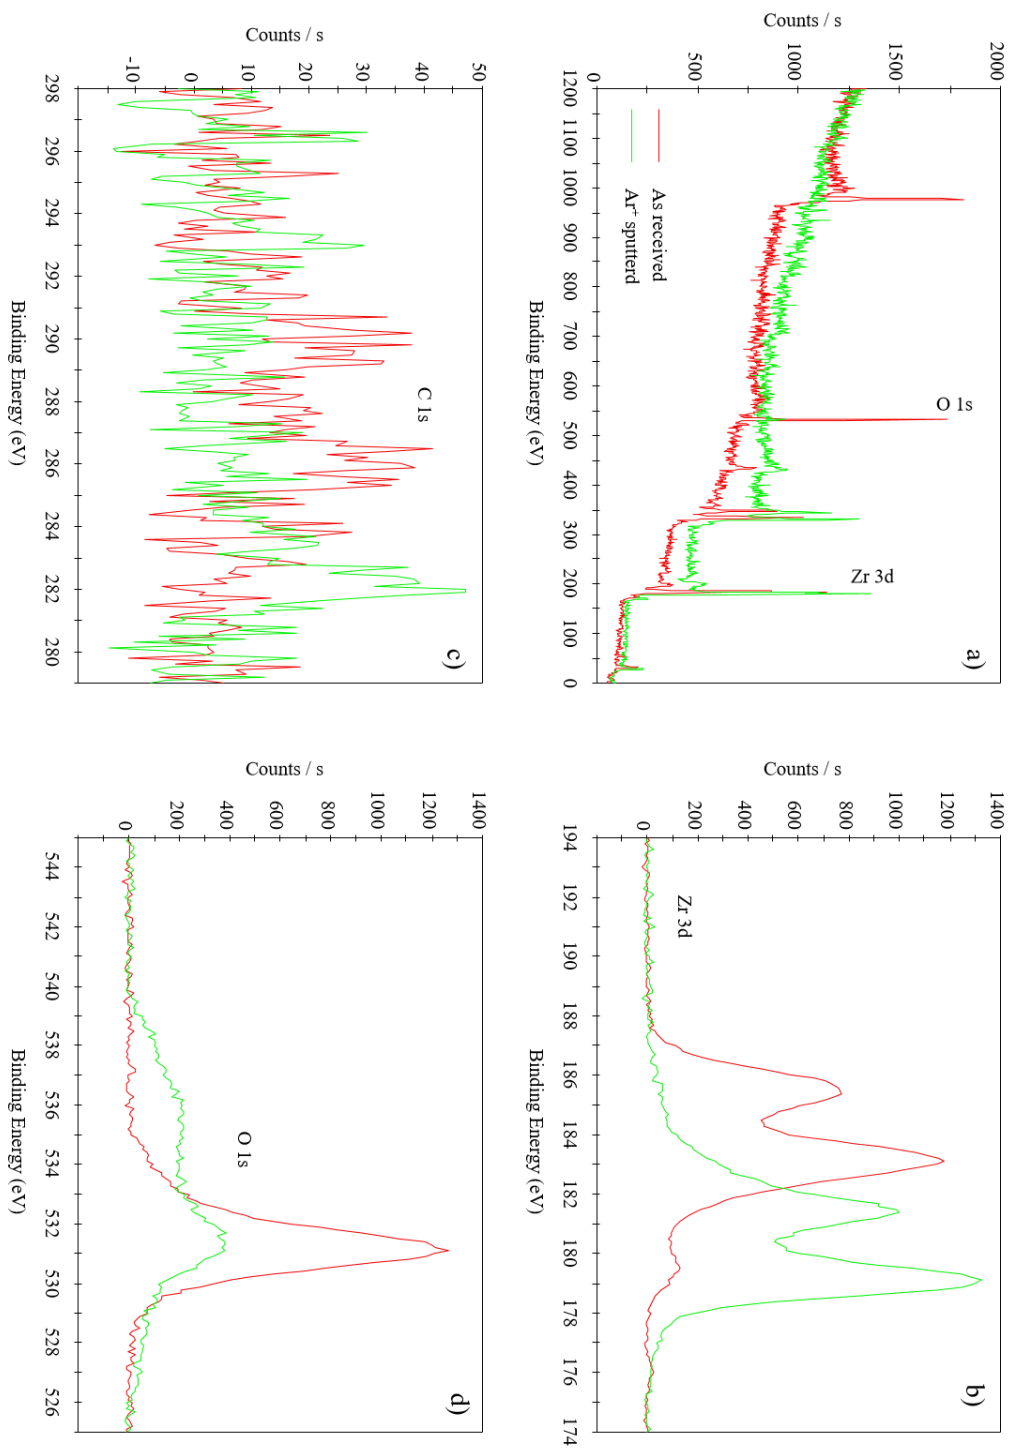 a)
Counts / s
2000
1500
1000
500
0
1200 1100 1000 900 800 700 600 500 400 300 200 100 0
Binding Energy (eV)
As received
Ar+ sputterd
O 1s
Zr 3d
b)
Counts / s
1400
1200
1000
800
600
400
200
0
194 192 190 188 186 184 182 180 178 176 174
Binding Energy (eV)
Zr 3d
c)
Counts / s
50
40
30
20
10
0
-10
298 296 294 292 290 288 286 284 282 280
Binding Energy (eV)
C 1s
d)
Counts / s
1400
1200
1000
800
600
400
200
0
544 542 540 538 536 534 532 530 528 526
Binding Energy (eV)
O 1s